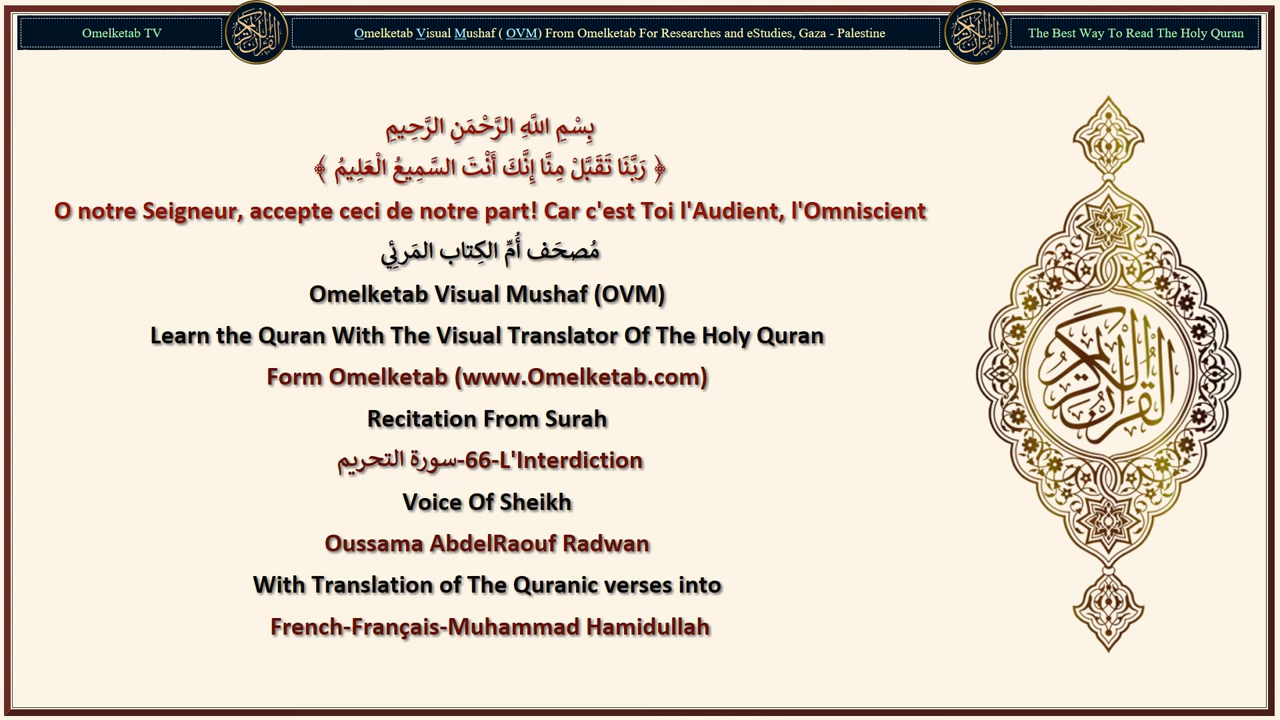 Omelketab TV
Omelketab Visual Mushaf ( OVM) From Omelketab For Researches and eStudies, Gaza - Palestine
The Best Way To Read The Holy Quran
بِسْمِ اللَّهِ الرَّحْمَنِ الرَّحِيمِ
﴿ رَبَّنَا تَقَبَّلْ مِنَّا إِنَّكَ أَنْتَ السَّمِيعُ الْعَلِيمُ ﴾
O notre Seigneur, accepte ceci de notre part! Car c'est Toi l'Audient, l'Omniscient
مُصحَف أُمِّ الكِتاب المَرئِي
Omelketab Visual Mushaf (OVM)
Learn the Quran With The Visual Translator Of The Holy Quran
Form Omelketab (www.Omelketab.com)
Recitation From Surah
سورة التحريم-66-L'Interdiction
Voice Of Sheikh
Oussama AbdelRaouf Radwan
With Translation of The Quranic verses into
French-Français-Muhammad Hamidullah
القرآن الكريم